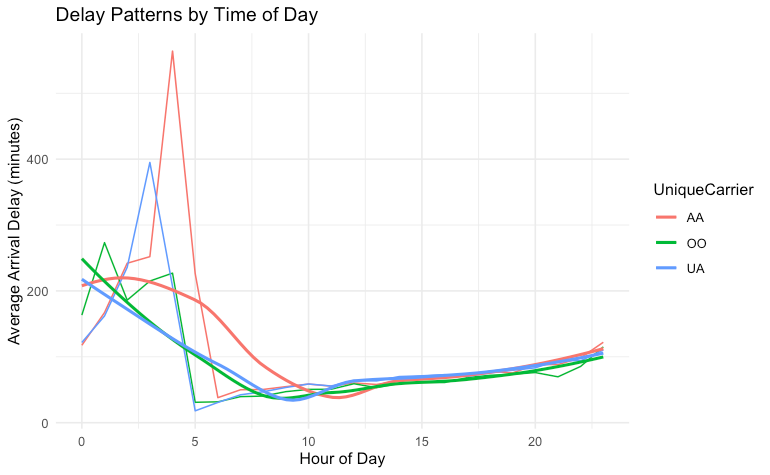 Delay Patterns by Time of Day
Average Arrival Delay (minutes)
400
200
0
0
5
10
15
20
Hour of Day
UniqueCarrier
AA
OO
UA